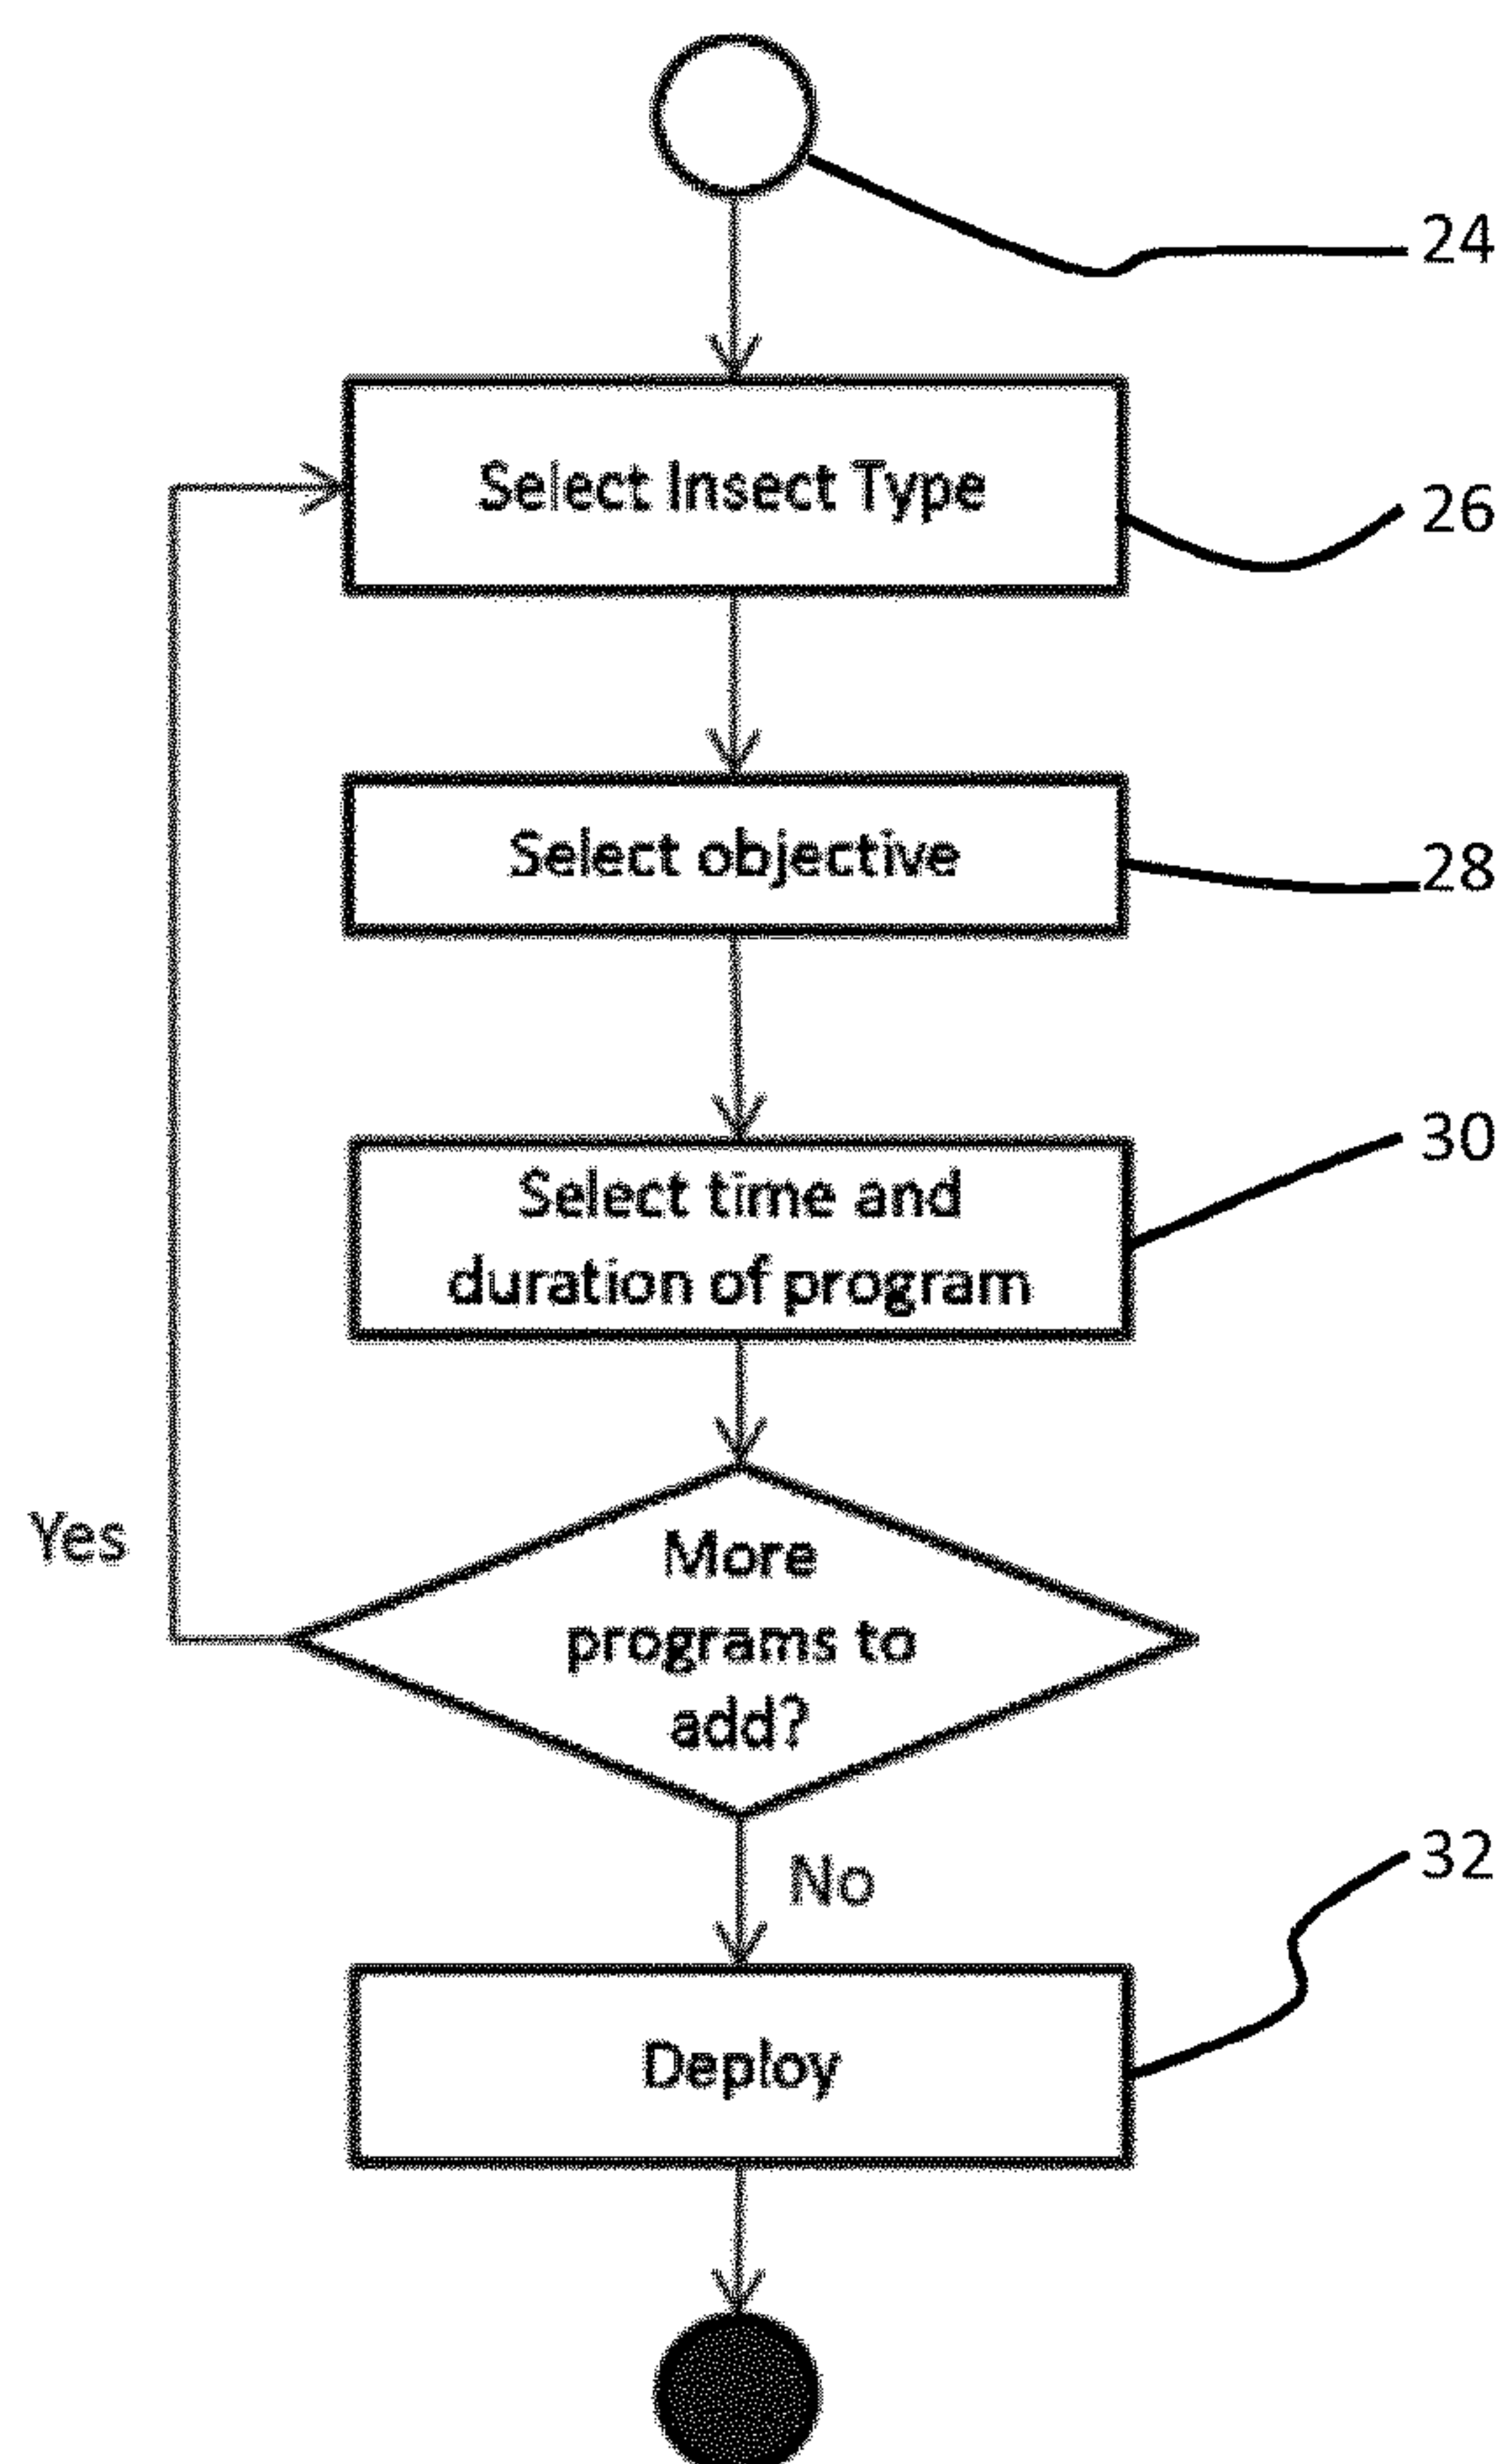 24
Select Insect Type
26
Select objective
28
30
Select time and
duration of program
Yes
More
programs to
add?
No
32
Deploy